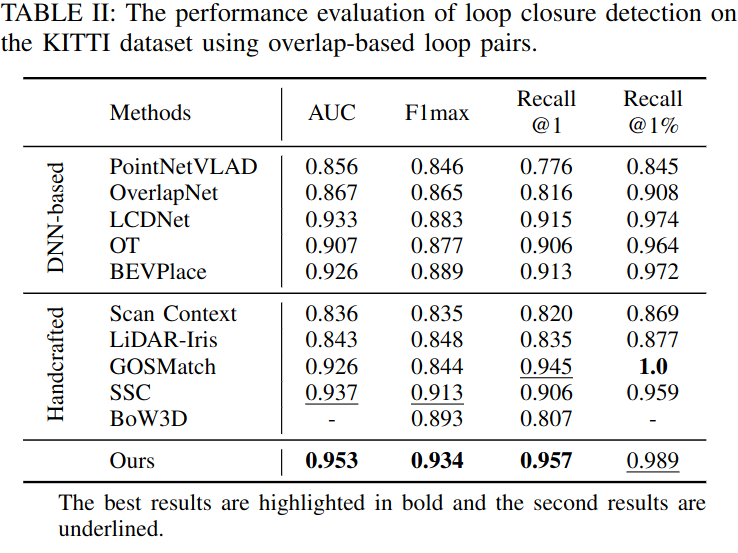 TABLE II: The performance evaluation of loop closure detection on
the KITTI dataset using overlap-based loop pairs.
Methods AUC F1max Recall @1 Recall @1%
DNN-based
PointNetVLAD 0.856 0.846 0.776 0.845
OverlapNet 0.867 0.865 0.816 0.908
LCDNet 0.933 0.883 0.915 0.974
OT 0.907 0.877 0.906 0.964
BEVPlace 0.926 0.889 0.913 0.972
Handcrafted
Scan Context 0.836 0.835 0.820 0.869
LiDAR-Iris 0.843 0.848 0.835 0.877
GOSMatch 0.926 0.844 0.945 1.0
SSC 0.937 0.913 0.906 0.959
BoW3D - 0.893 0.807 -
Ours 0.953 0.934 0.957 0.989
The best results are highlighted in bold and the second results are
underlined.